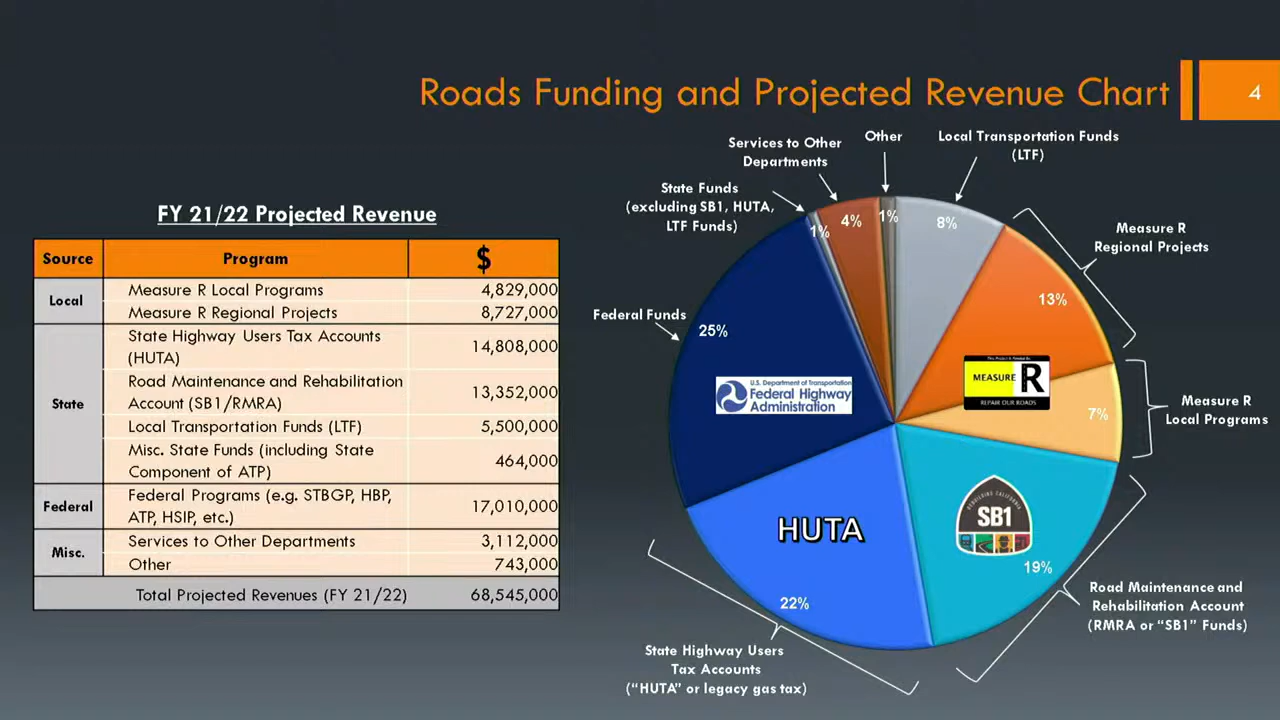 Roads Funding and Projected Revenue Chart
4
FY 21/22 Projected Revenue
Source Program $
Local
Measure R Local Programs 4,829,000
Measure R Regional Projects 8,727,000
State
State Highway Users Tax Accounts
(HUTA) 14,808,000
Road Maintenance and Rehabilitation
Account (SB1/RMRA) 13,352,000
Local Transportation Funds (LTF) 5,500,000
Misc. State Funds (including State
Component of ATP) 464,000
Federal
Federal Programs (e.g. STBGP, HBP,
ATP, HSIP, etc.) 17,010,000
Misc.
Services to Other Departments 3,112,000
Other 743,000
Total Projected Revenues (FY 21/22) 68,545,000
Services to Other
Departments
4%
Other
1%
Local Transportation Funds
(LTF)
8%
State Funds
(excluding SB1, HUTA,
LTF Funds)
1%
Measure R
Regional Projects
13%
MEASURE R
REPAIR OUR ROADS
Federal Funds
25%
U.S. Department of Transportation
Federal Highway
Administration
Measure R
Local Programs
7%
REBUILDING CALIFORNIA
SB1
19%
Road Maintenance and
Rehabilitation Account
(RMRA or “SB1” Funds)
HUTA
22%
State Highway Users
Tax Accounts
(“HUTA” or legacy gas tax)